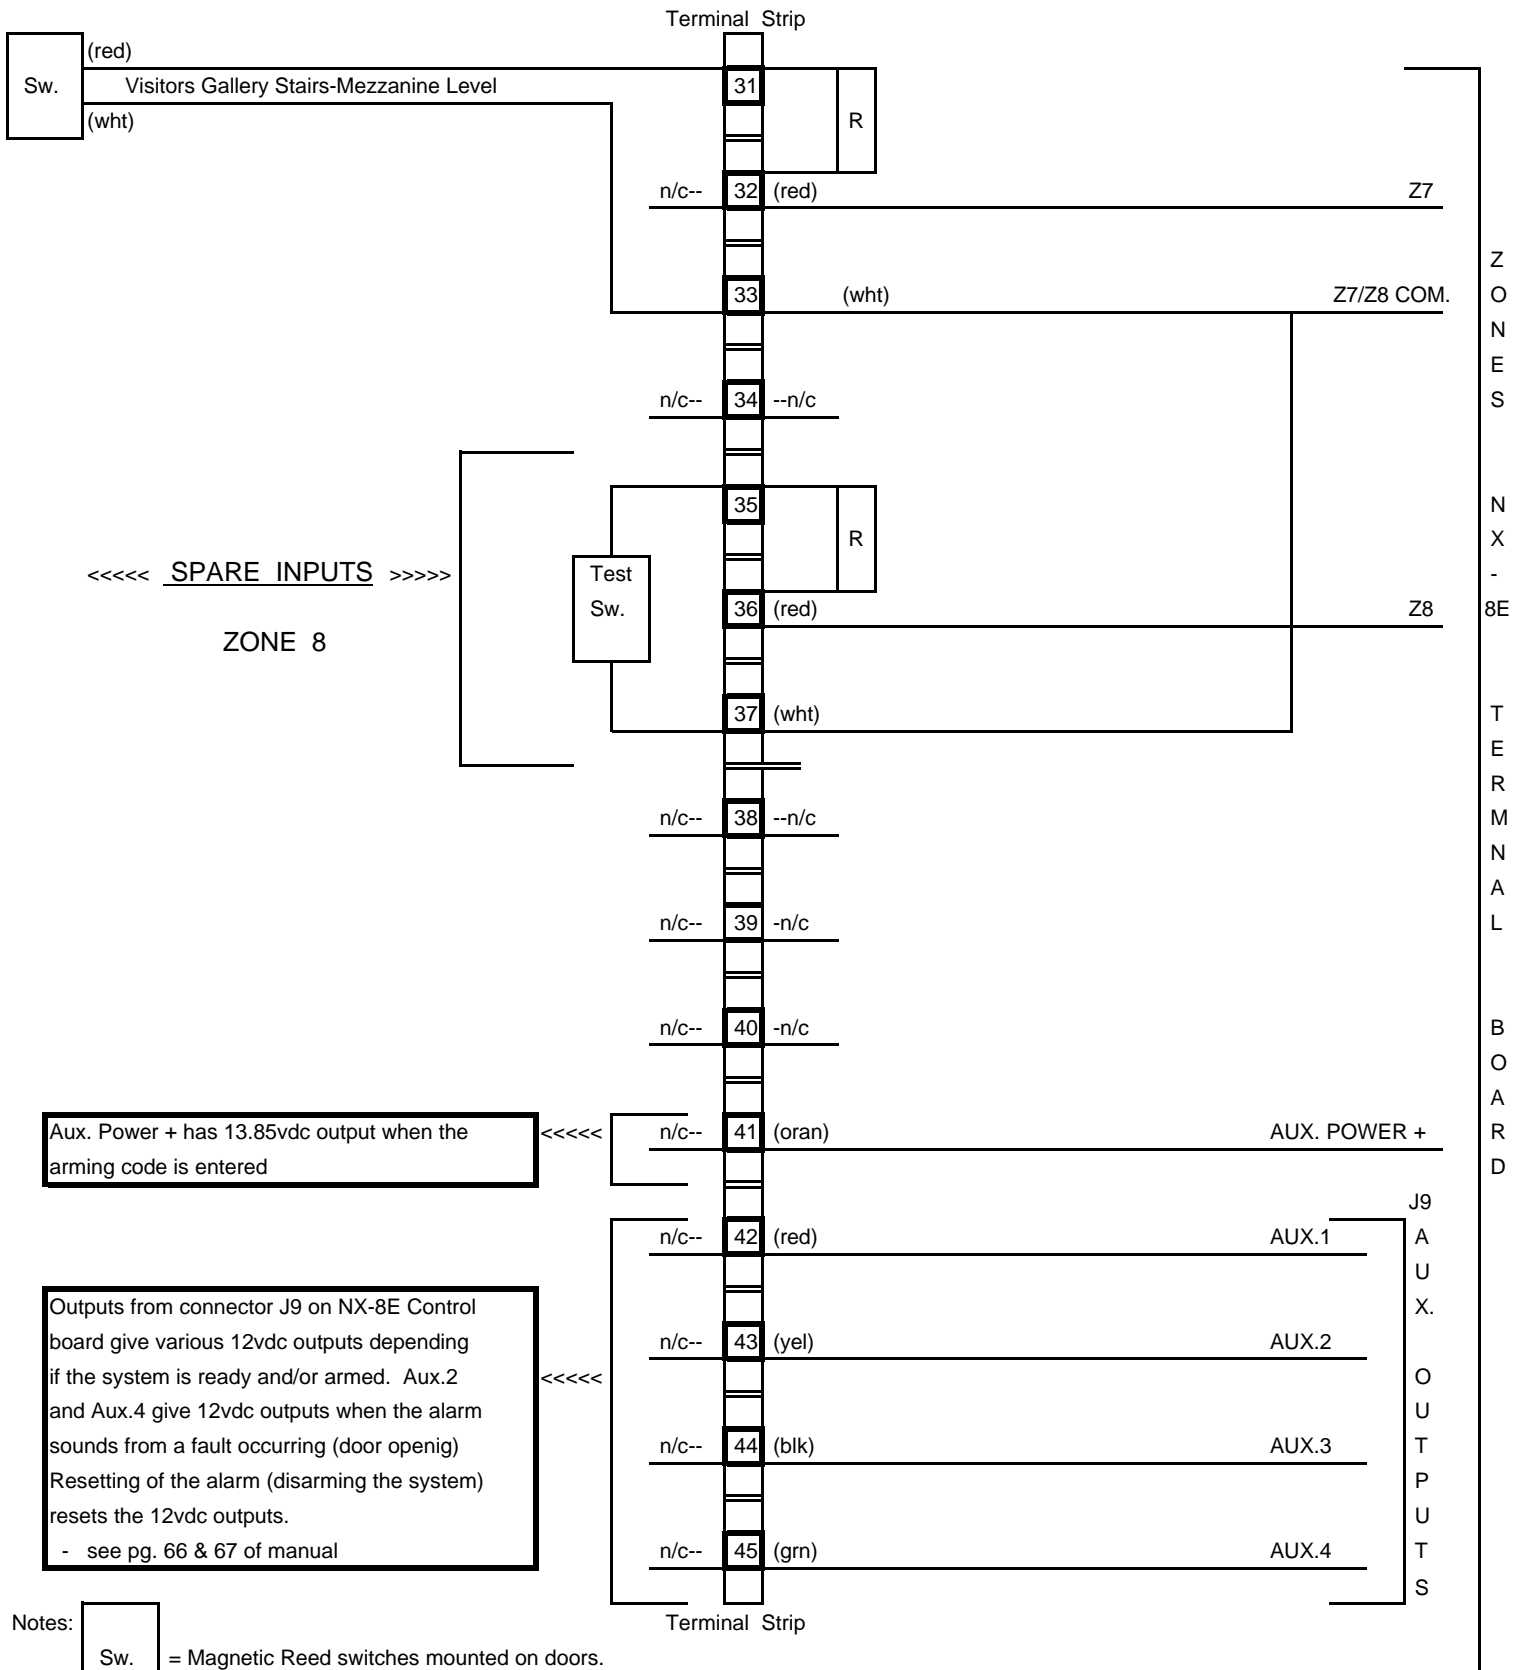 Terminal Strip
(red)
Sw. Visitors Gallery Stairs-Mezzanine Level 31
(wht) R
n/c-- 32 (red) Z7
33 (wht) Z7/Z8 COM.
n/c-- 34 --n/c
35
R
<<<<< SPARE INPUTS >>>>> Test
Sw. 36 (red) Z8
ZONE 8
37 (wht)
n/c-- 38 --n/c
n/c-- 39 -n/c
n/c-- 40 -n/c
Aux. Power + has 13.85vdc output when the <<<<< n/c-- 41 (oran) AUX. POWER +
arming code is entered
J9
n/c-- 42 (red) AUX.1
Outputs from connector J9 on NX-8E Control
board give various 12vdc outputs depending n/c-- 43 (yel) AUX.2
if the system is ready and/or armed. Aux.2 <<<<<
and Aux.4 give 12vdc outputs when the alarm
sounds from a fault occurring (door openig) n/c-- 44 (blk) AUX.3
Resetting of the alarm (disarming the system)
resets the 12vdc outputs.
- see pg. 66 & 67 of manual n/c-- 45 (grn) AUX.4
AUX. OUTPUTS
ZONES NX-8E TERMNAL BOARD
Notes: Terminal Strip
Sw. = Magnetic Reed switches mounted on doors.